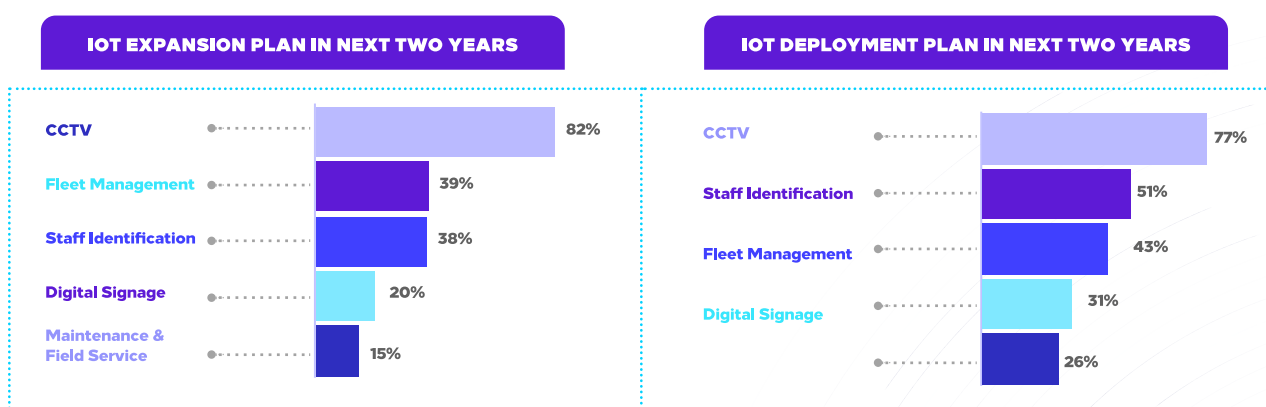 IOT EXPANSION PLAN IN NEXT TWO YEARS
CCTV
82%
Fleet Management
39%
Staff Identification
38%
Digital Signage
20%
Maintenance &
Field Service
15%
IOT DEPLOYMENT PLAN IN NEXT TWO YEARS
CCTV
77%
Staff Identification
51%
Fleet Management
43%
Digital Signage
31%
26%